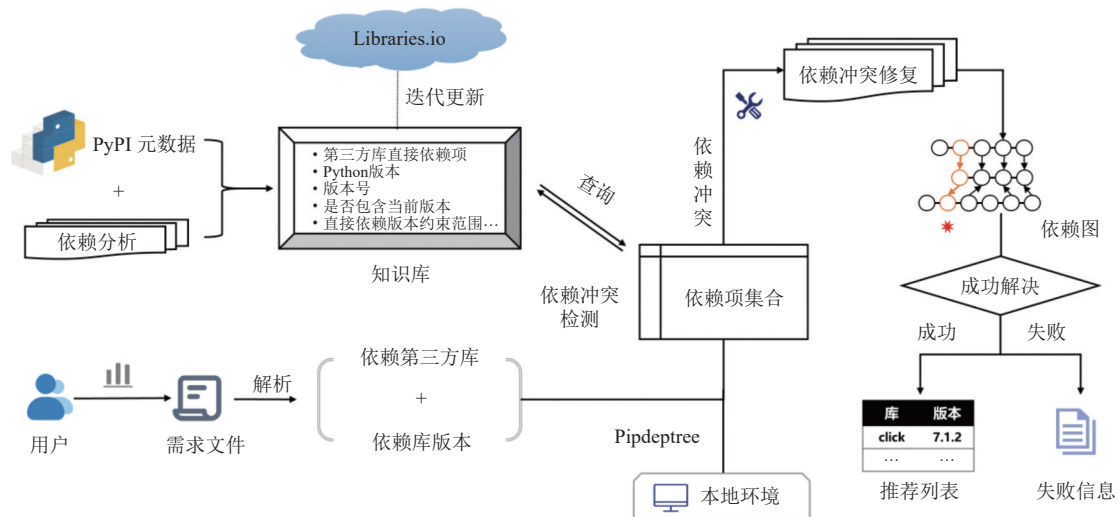 Libraries.io
迭代更新
PyPI 元数据
+
依赖分析
• 第三方库直接依赖项
• Python版本
• 版本号
• 是否包含当前版本
• 直接依赖版本约束范围…
知识库
查询
依赖冲突
检测
依赖项集合
依赖冲突
依赖冲突修复
依赖图
成功解决
成功
失败
库 版本
click 7.1.2
… …
推荐列表
失败信息
用户
需求文件
解析
依赖第三方库
+
依赖库版本
Pipdeptree
本地环境